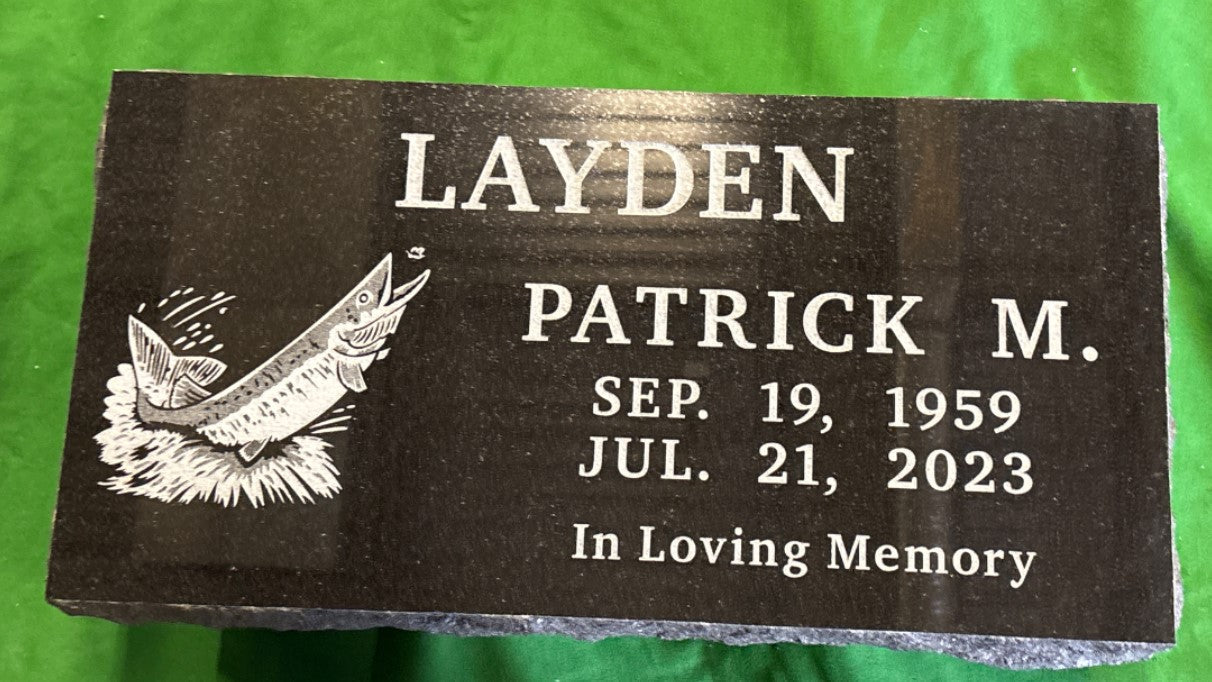 LAYDEN
PATRICK M.
SEP. 19, 1959
JUL. 21, 2023
In Loving Memory